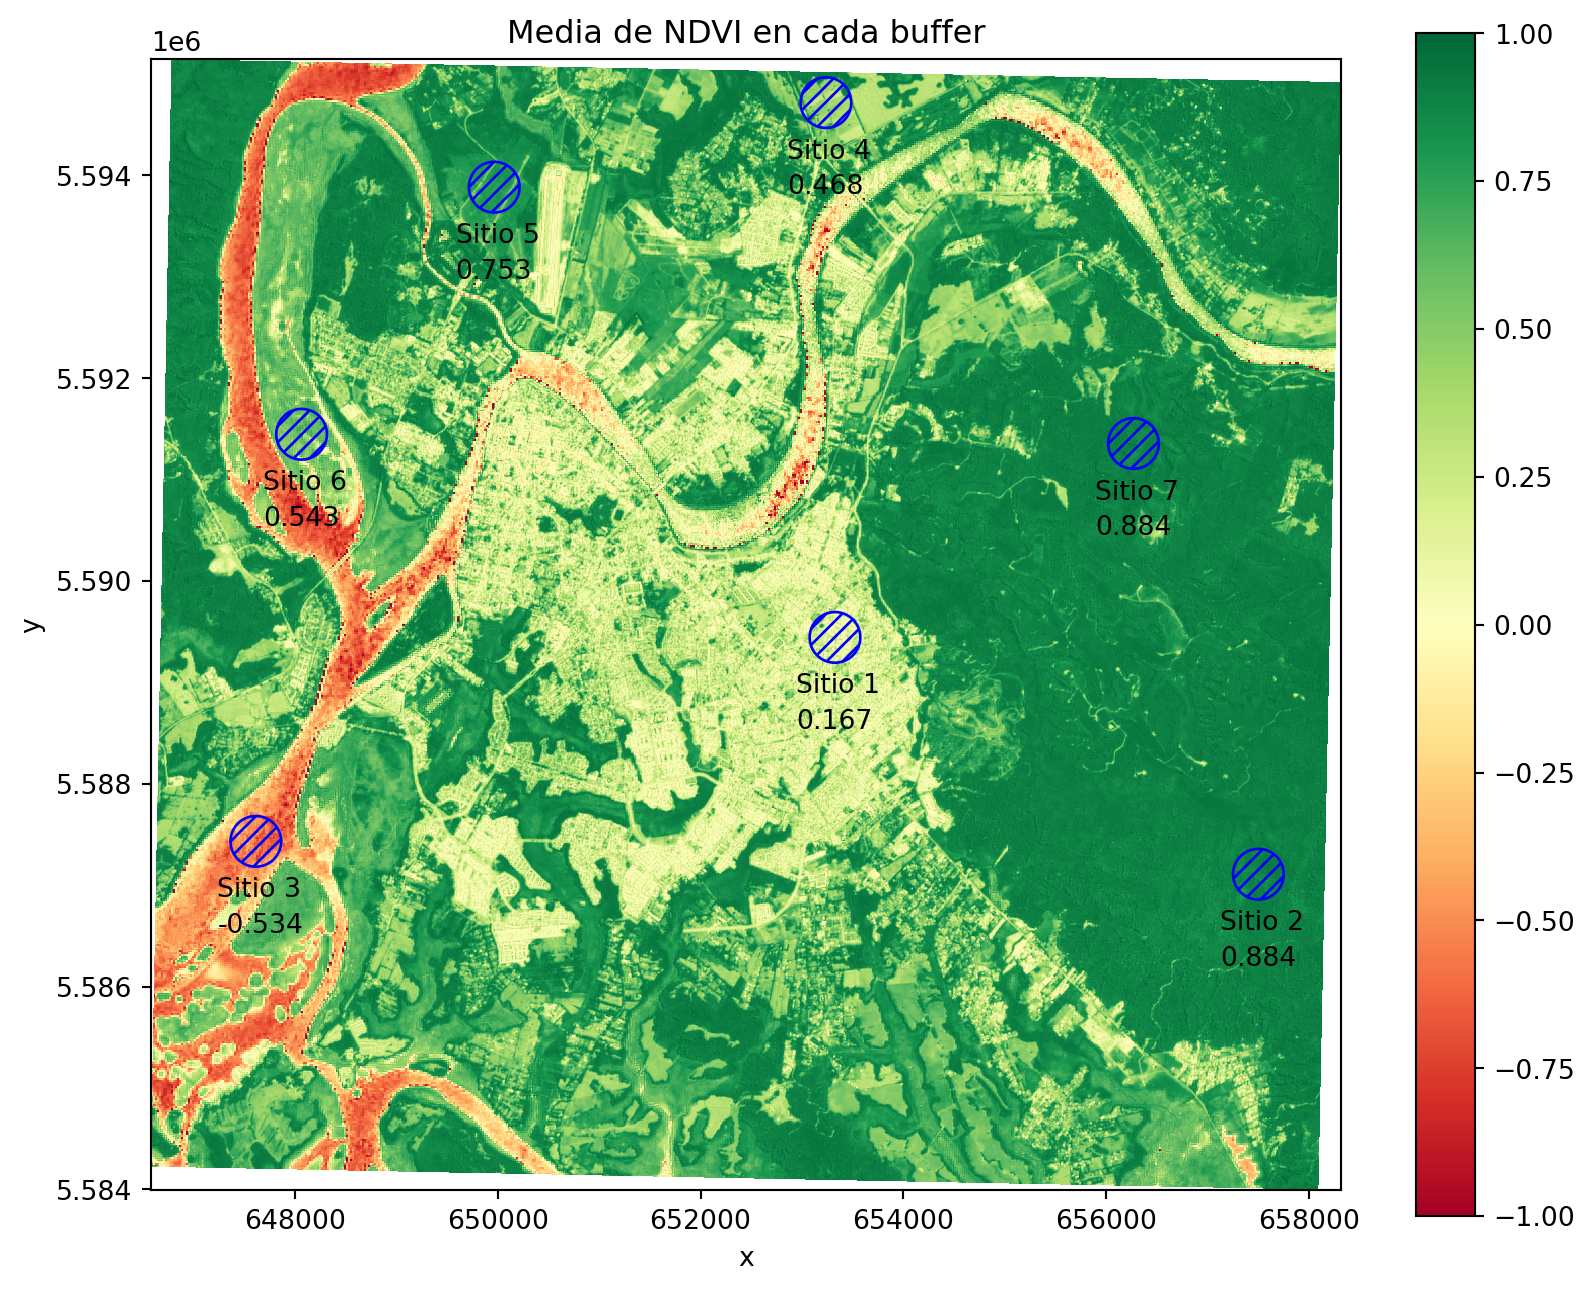 Media de NDVI en cada buffer
1e6
5.594
5.592
5.590
5.588
5.586
5.584
y
648000
650000
652000
654000
656000
658000
x
Sitio 4
0.468
Sitio 5
0.753
Sitio 6
0.543
Sitio 7
0.884
Sitio 1
0.167
Sitio 3
-0.534
Sitio 2
0.884
1.00
0.75
0.50
0.25
0.00
−0.25
−0.50
−0.75
−1.00